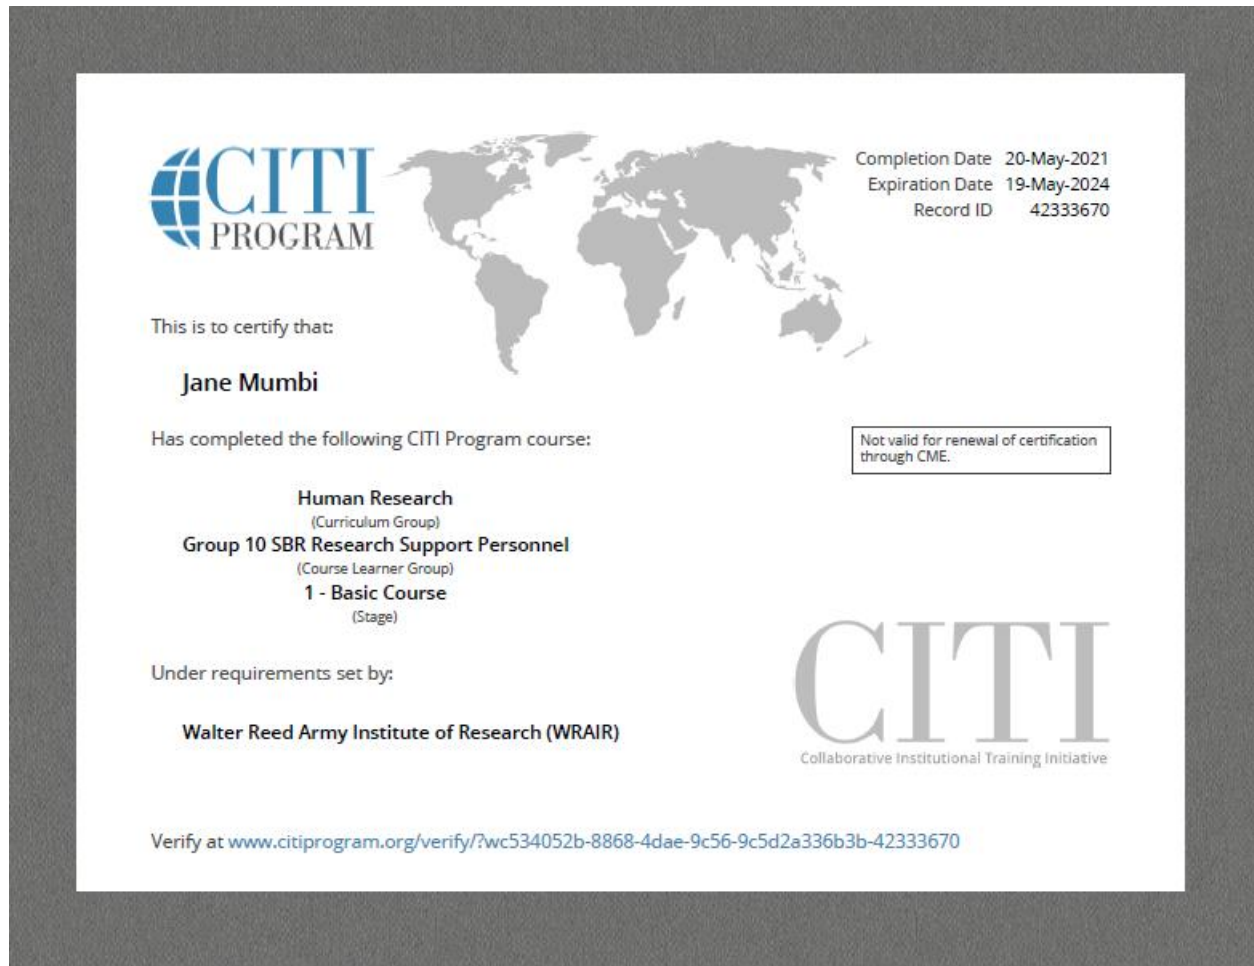 CITI
PROGRAM
Completion Date 20-May-2021
Expiration Date 19-May-2024
Record ID 42333670
This is to certify that:
Jane Mumbi
Has completed the following CITI Program course:
Not valid for renewal of certification
through CME.
Human Research
(Curriculum Group)
Group 10 SBR Research Support Personnel
(Course Learner Group)
1 - Basic Course
(Stage)
Under requirements set by:
Walter Reed Army Institute of Research (WRAIR)
CITI
Collaborative Institutional Training Initiative
Verify at www.citiprogram.org/verify/?wc534052b-8868-4dae-9c56-9c5d2a336b3b-42333670